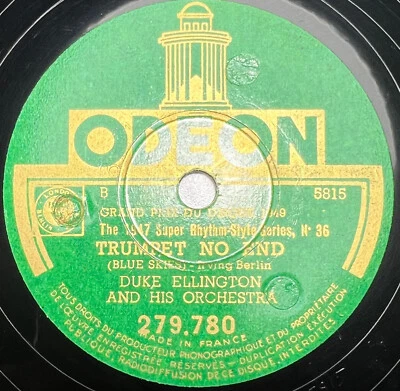 ODEON
B
5815
GRAND PRIX DU DISQUE 1949
The 1947 Super Rhythm-Style Series, Nº 36
TRUMPET NO END
(BLUE SKIES) - Irving Berlin
DUKE ELLINGTON
AND HIS ORCHESTRA
279.780
MADE IN FRANCE
TOUS DROITS DU PRODUCTEUR PHONOGRAPHIQUE ET DU PROPRIÉTAIRE
DE L'ŒUVRE ENREGISTRÉE RÉSERVÉS - DUPLICATION EXÉCUTION
PUBLIQUE, RADIODIFFUSION DE CE DISQUE, INTERDITES